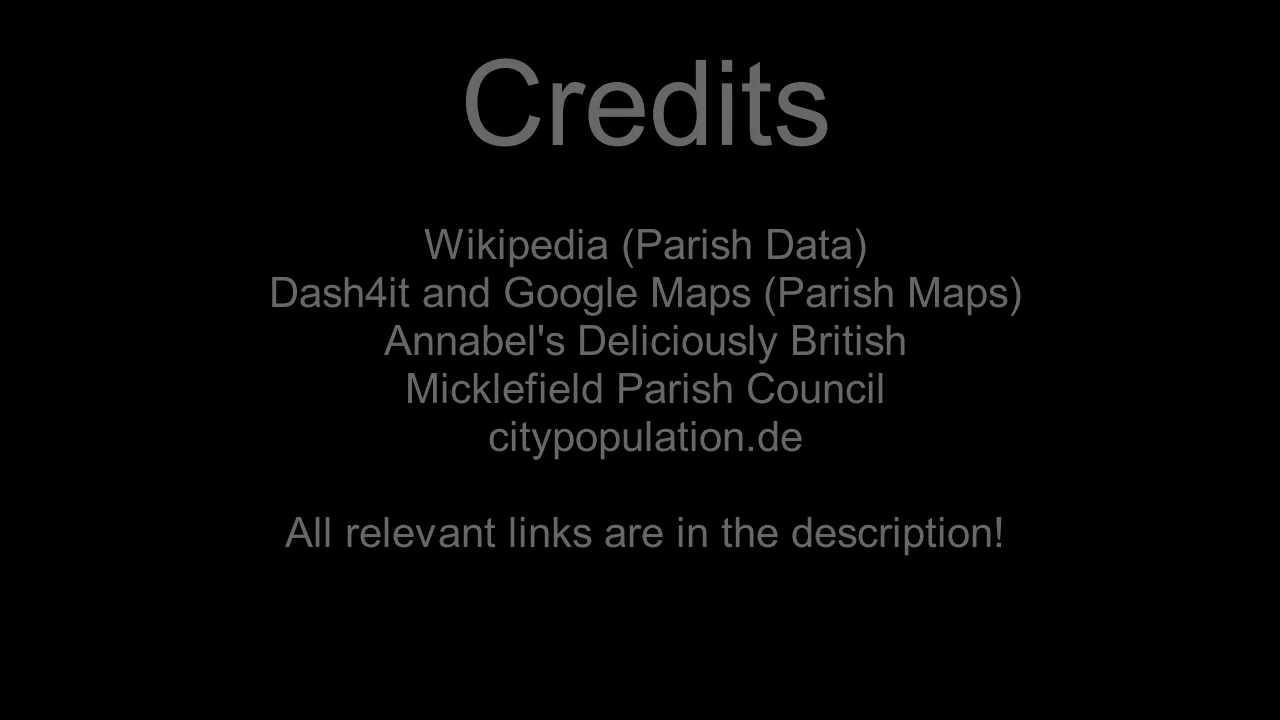 Credits
Wikipedia (Parish Data)
Dash4it and Google Maps (Parish Maps)
Annabel's Deliciously British
Micklefield Parish Council
citypopulation.de
All relevant links are in the description!